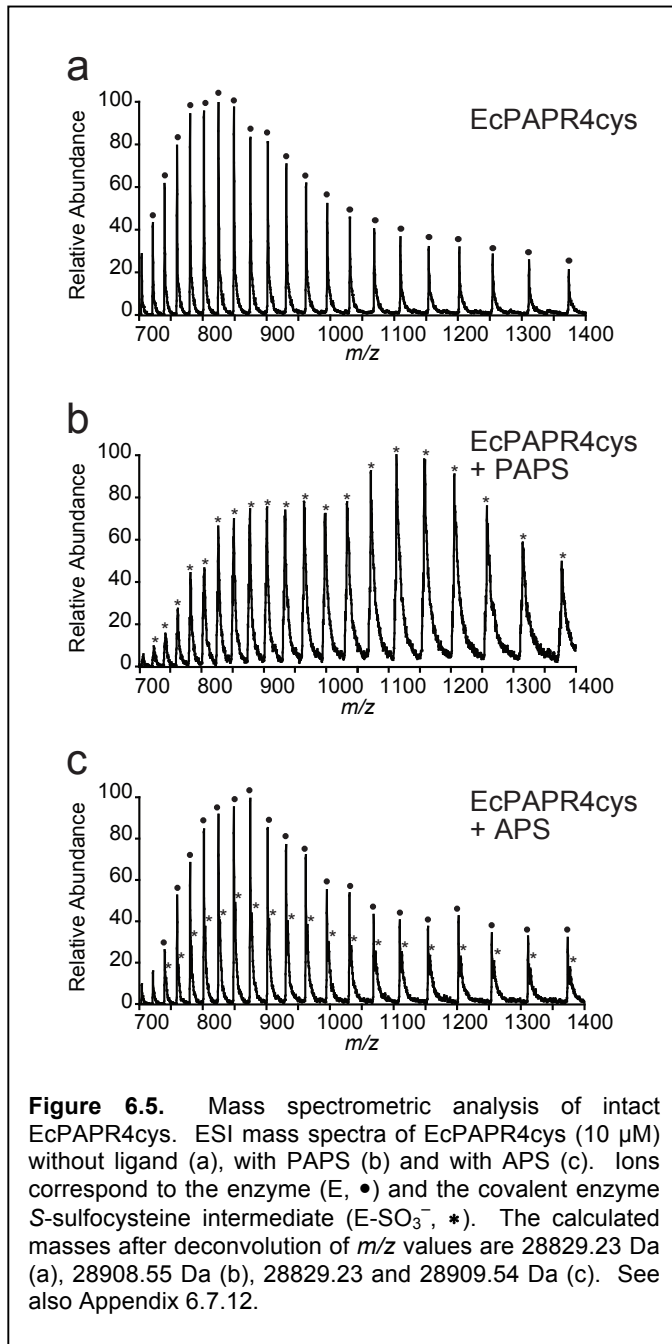 a
EcPAPR4cys
Relative Abundance
100
80
60
40
20
0
700 800 900 1000 1100 1200 1300 1400
m/z
b
EcPAPR4cys
+ PAPS
Relative Abundance
100
80
60
40
20
0
700 800 900 1000 1100 1200 1300 1400
m/z
c
EcPAPR4cys
+ APS
Relative Abundance
100
80
60
40
20
0
700 800 900 1000 1100 1200 1300 1400
m/z
Figure 6.5. Mass spectrometric analysis of intact
EcPAPR4cys. ESI mass spectra of EcPAPR4cys (10 µM)
without ligand (a), with PAPS (b) and with APS (c). Ions
correspond to the enzyme (E, •) and the covalent enzyme
S-sulfocysteine intermediate (E-SO₃⁻, *). The calculated
masses after deconvolution of m/z values are 28829.23 Da
(a), 28908.55 Da (b), 28829.23 and 28909.54 Da (c). See
also Appendix 6.7.12.